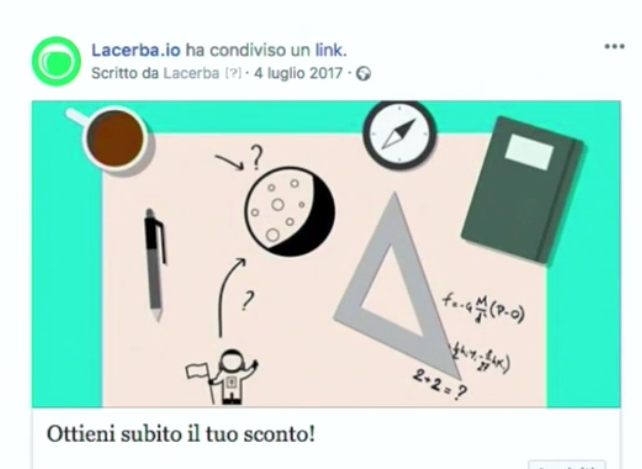 Lacerba.io ha condiviso un link.
Scritto da Lacerba [?] · 4 luglio 2017 ·
?
?
2+2=?
Ottieni subito il tuo sconto!